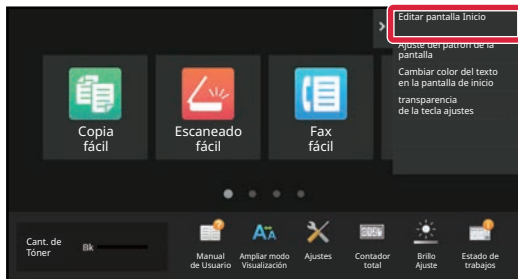 Editar pantalla Inicio
Ajuste del patrón de la
pantalla
Cambiar color del texto
en la pantalla de inicio
transparencia
de la tecla ajustes
Copia
fácil
Escaneado
fácil
Fax
fácil
Cant. de
Tóner
Bk
Manual
de Usuario
Ampliar modo
Visualización
Ajustes
Contador
total
Brillo
Ajuste
Estado de
trabajos